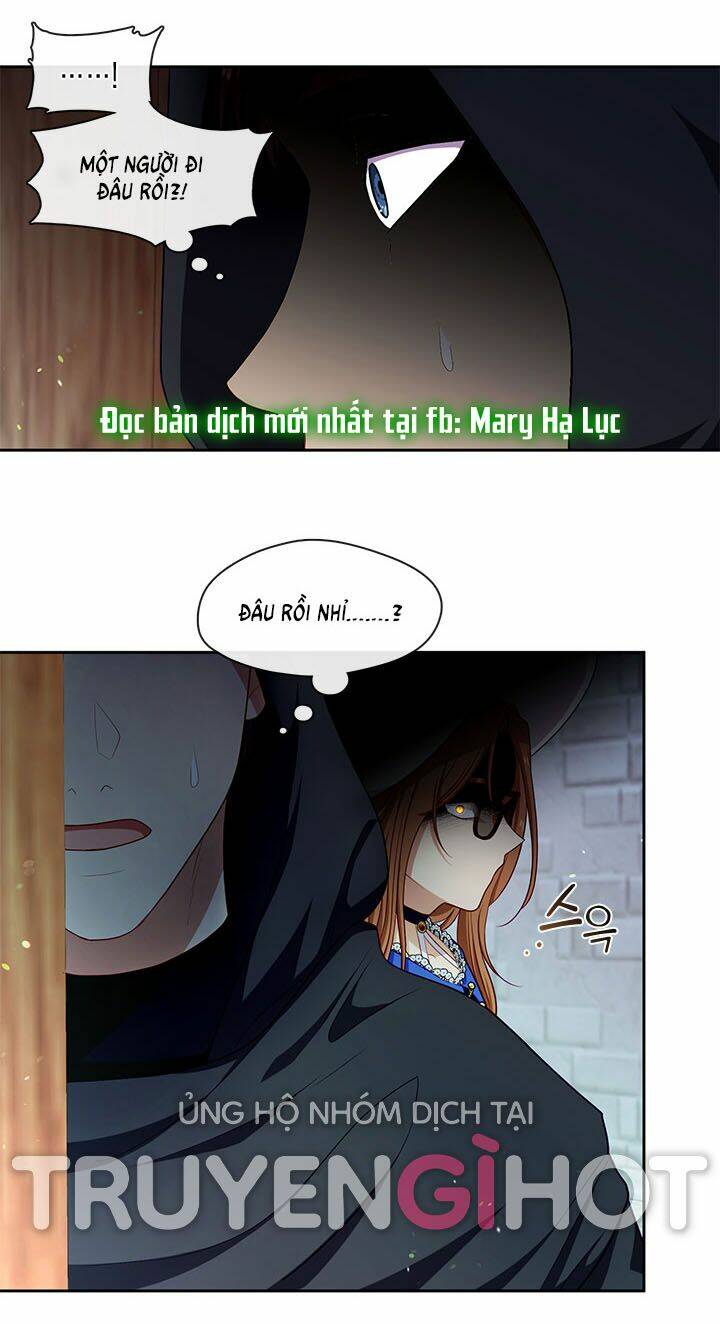 ......!
MỘT NGƯỜI ĐI
ĐÂU RỒI?!
Đọc bản dịch mới nhất tại fb: Mary Hạ Lục
ĐÂU RỒI NHỈ.......?
스윽
ỦNG HỘ NHÓM DỊCH TẠI
TRUYENGÌHOT